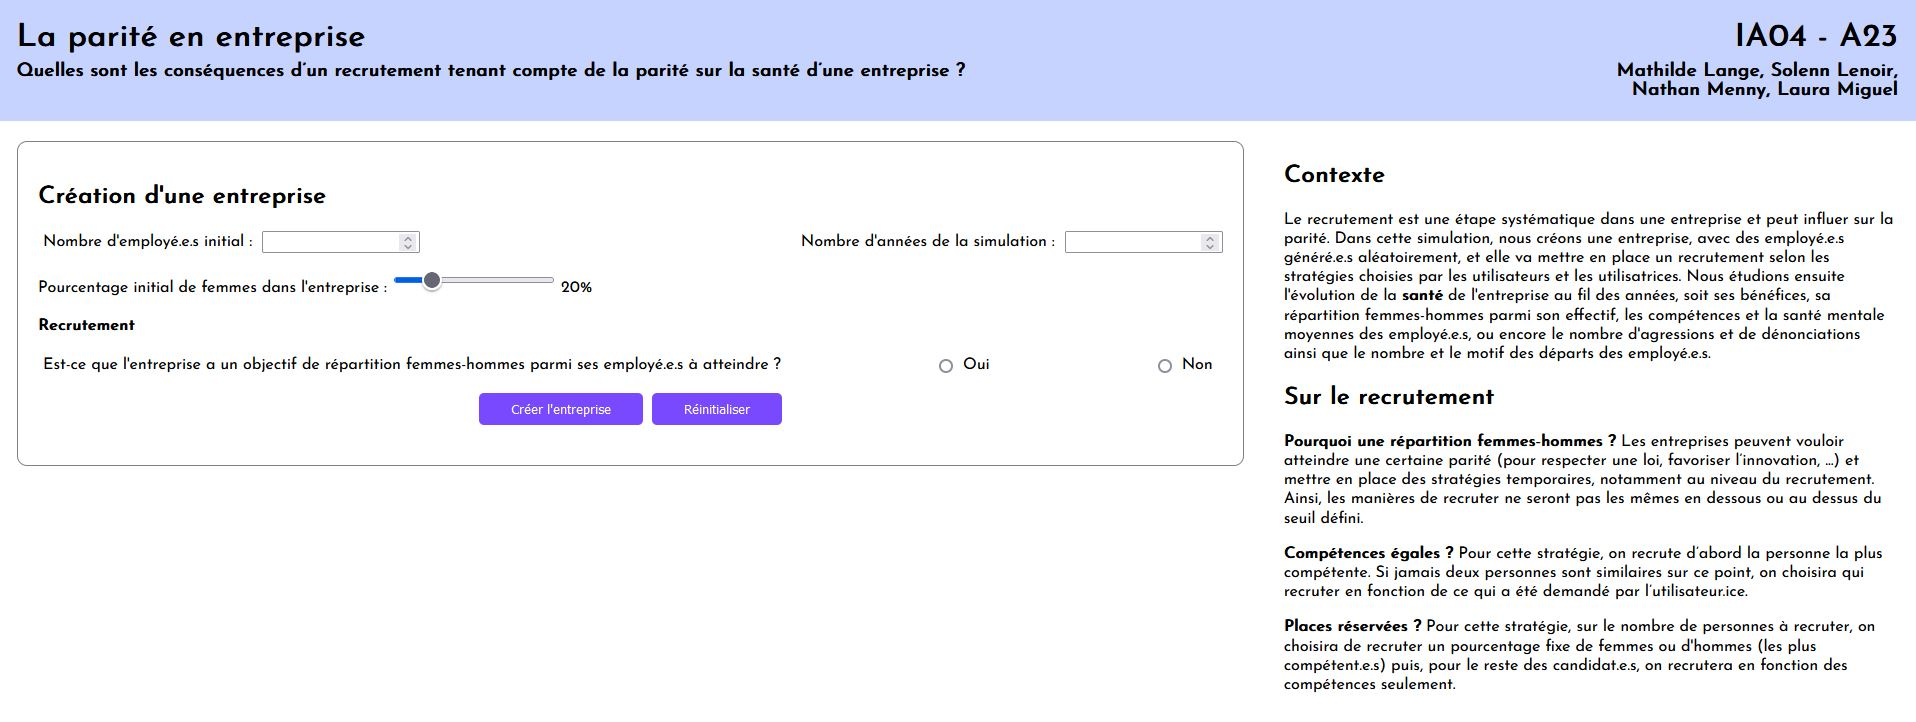 La parité en entreprise
Quelles sont les conséquences d'un recrutement tenant compte de la parité sur la santé d'une entreprise ?
IA04 - A23
Mathilde Lange, Solenn Lenoir,
Nathan Menny, Laura Miguel
Création d'une entreprise
Nombre d'employé.e.s initial :
Nombre d'années de la simulation :
Pourcentage initial de femmes dans l'entreprise : 20%
Recrutement
Est-ce que l'entreprise a un objectif de répartition femmes-hommes parmi ses employé.e.s à atteindre ? Oui Non
Créer l'entreprise Réinitialiser
Contexte
Le recrutement est une étape systématique dans une entreprise et peut influer sur la
parité. Dans cette simulation, nous créons une entreprise, avec des employé.e.s
généré.e.s aléatoirement, et elle va mettre en place un recrutement selon les
stratégies choisies par les utilisateurs et les utilisatrices. Nous étudions ensuite
l'évolution de la santé de l'entreprise au fil des années, soit ses bénéfices, sa
répartition femmes-hommes parmi son effectif, les compétences et la santé mentale
moyennes des employé.e.s, ou encore le nombre d'agressions et de dénonciations
ainsi que le nombre et le motif des départs des employé.e.s.
Sur le recrutement
Pourquoi une répartition femmes-hommes ? Les entreprises peuvent vouloir
atteindre une certaine parité (pour respecter une loi, favoriser l'innovation, ...) et
mettre en place des stratégies temporaires, notamment au niveau du recrutement.
Ainsi, les manières de recruter ne seront pas les mêmes en dessous ou au dessus du
seuil défini.
Compétences égales ? Pour cette stratégie, on recrute d'abord la personne la plus
compétente. Si jamais deux personnes sont similaires sur ce point, on choisira qui
recruter en fonction de ce qui a été demandé par l'utilisateur.ice.
Places réservées ? Pour cette stratégie, sur le nombre de personnes à recruter, on
choisira de recruter un pourcentage fixe de femmes ou d'hommes (les plus
compétent.e.s) puis, pour le reste des candidat.e.s, on recrutera en fonction des
compétences seulement.